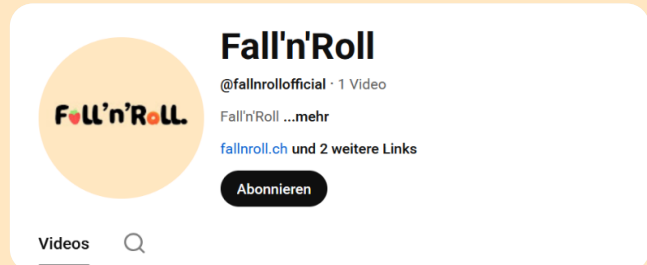 Fall'n'Roll
@fallnrollofficial · 1 Video
Fall'n'Roll.
Fall'n'Roll ...mehr
fallnroll.ch und 2 weitere Links
Abonnieren
Videos